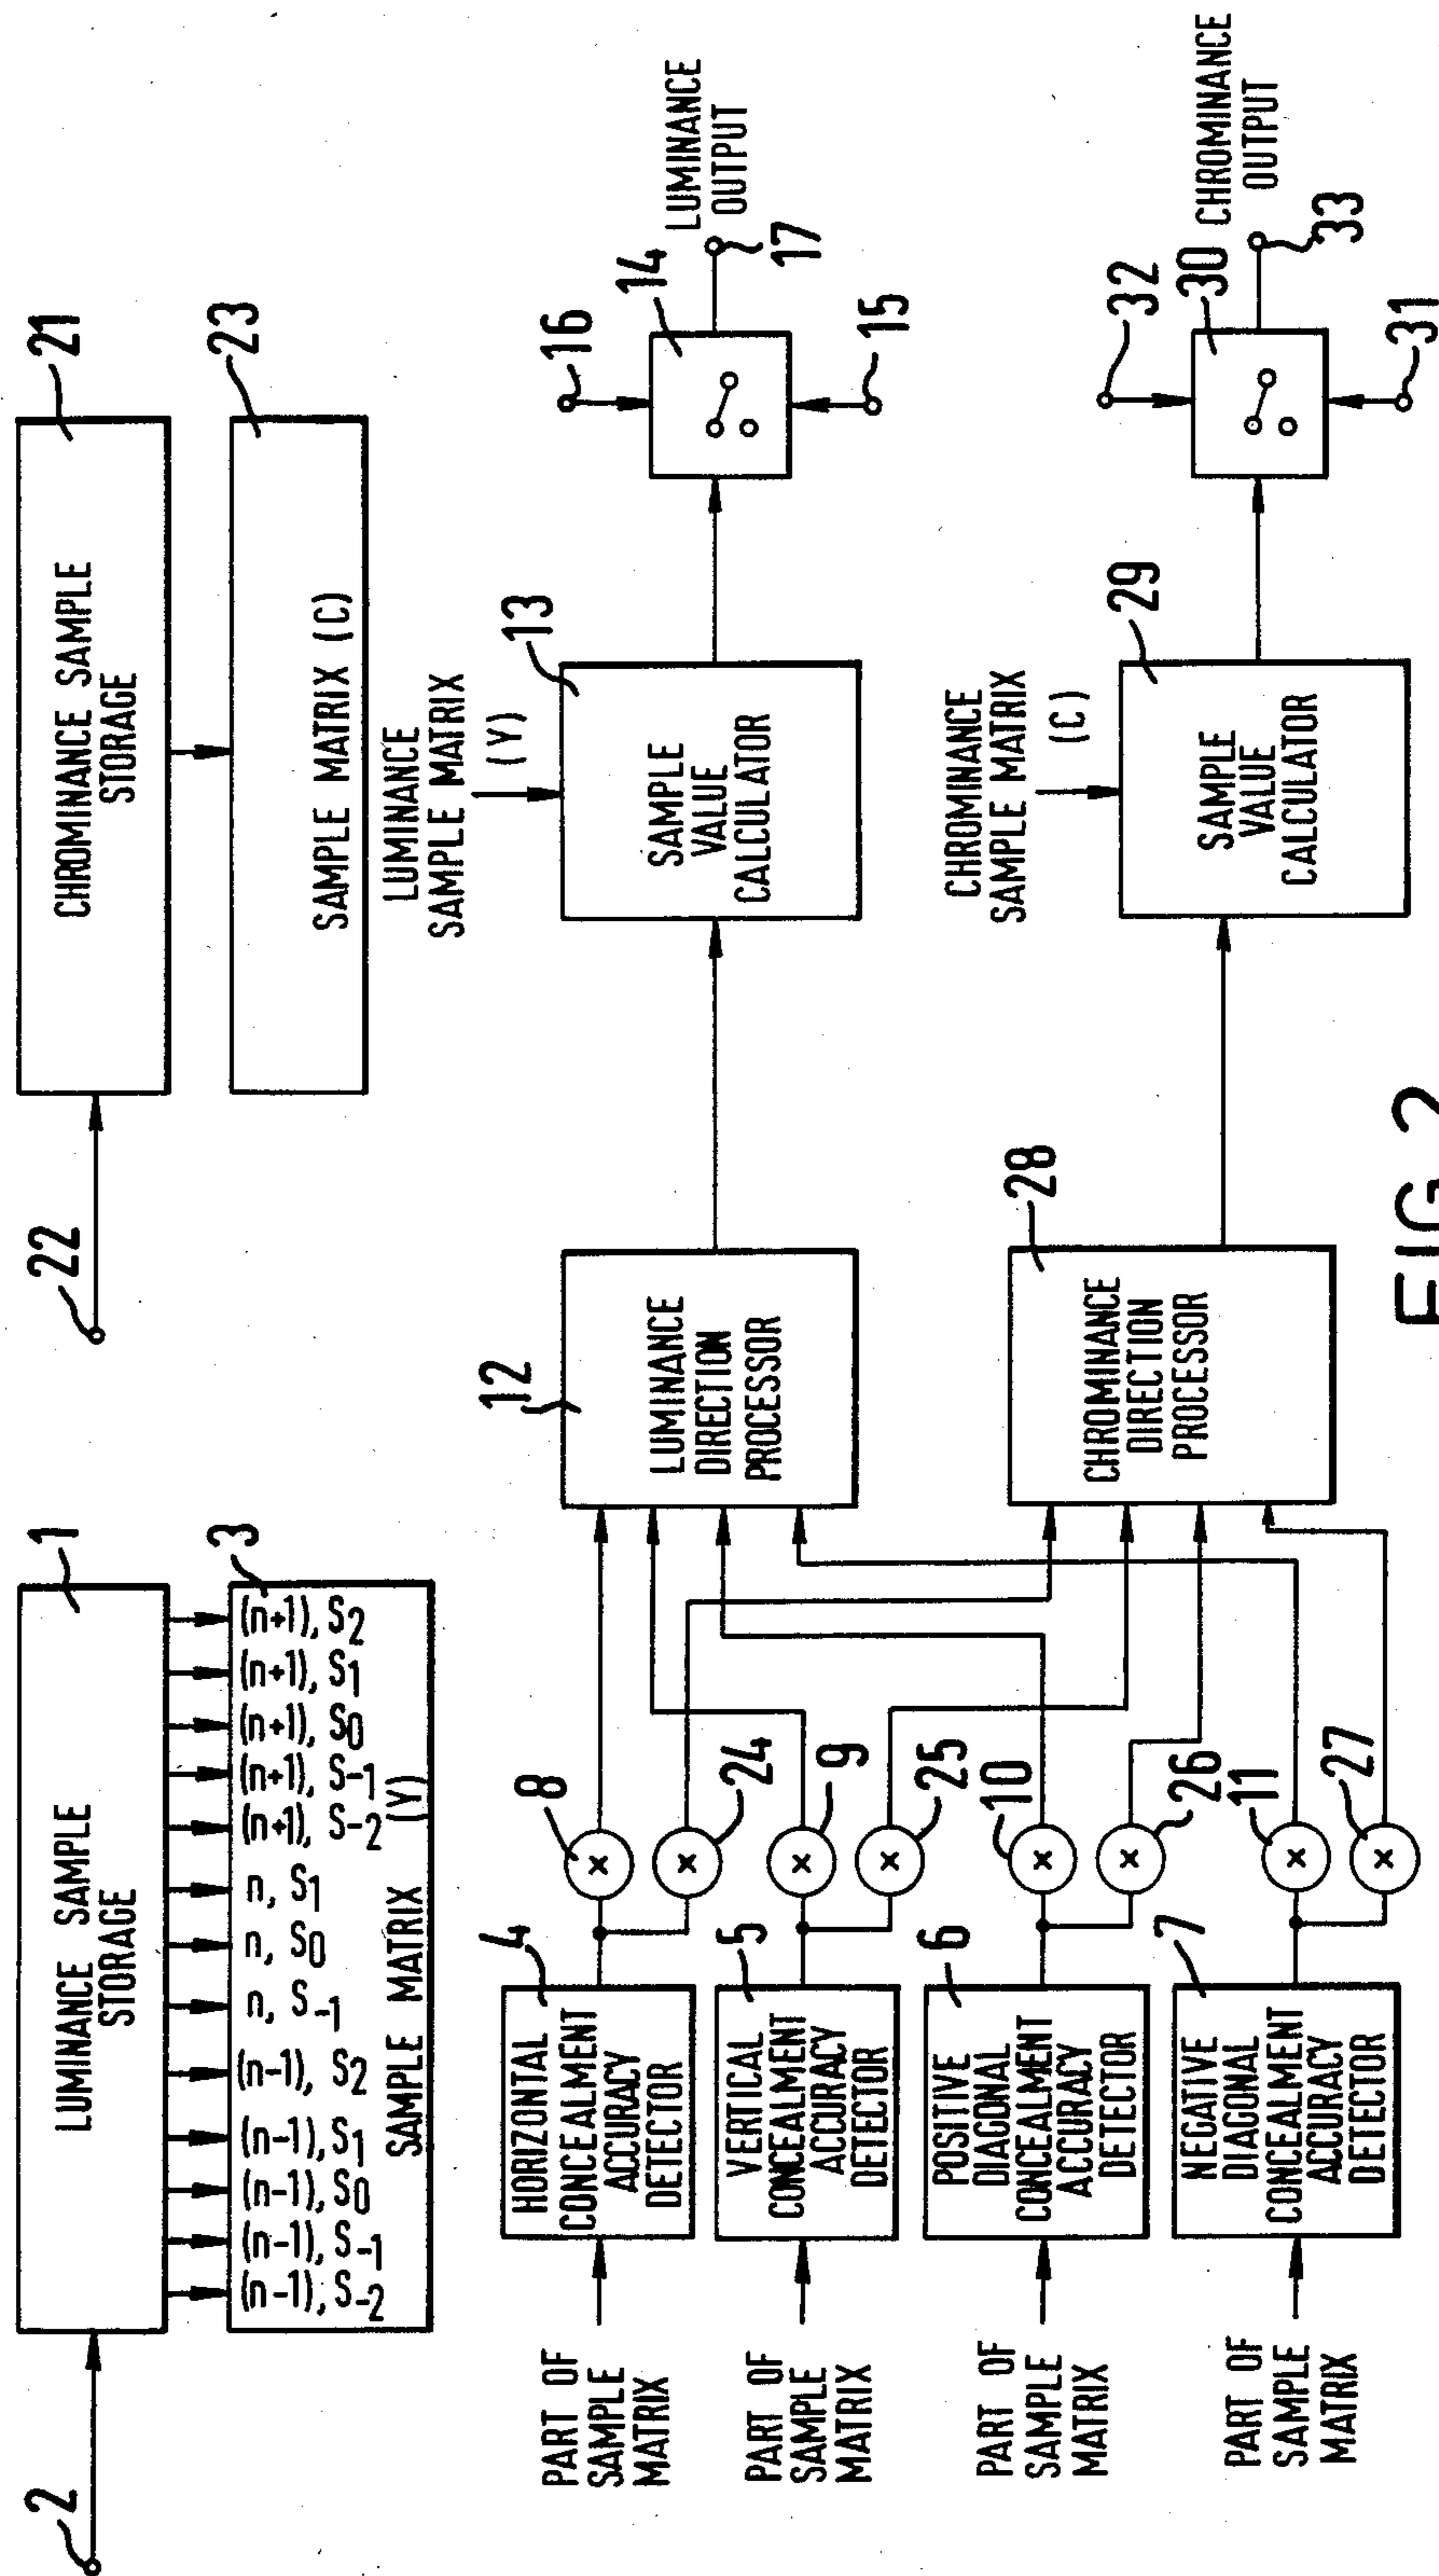 2
LUMINANCE SAMPLE
STORAGE
1
(n-1), S-2
(n-1), S-1
(n-1), S0
(n-1), S1
(n-1), S2
n, S-1
n, S0
n, S1
(n+1), S-2
(n+1), S-1
(n+1), S0
(n+1), S1
(n+1), S2
3
SAMPLE MATRIX (Y)
22
CHROMINANCE SAMPLE
STORAGE
21
SAMPLE MATRIX (C)
23
PART OF
SAMPLE
MATRIX
HORIZONTAL
CONCEALMENT
ACCURACY
DETECTOR
4
8
x
24
x
PART OF
SAMPLE
MATRIX
VERTICAL
CONCEALMENT
ACCURACY
DETECTOR
5
9
x
25
x
PART OF
SAMPLE
MATRIX
POSITIVE
DIAGONAL
CONCEALMENT
ACCURACY
DETECTOR
6
10
x
26
x
PART OF
SAMPLE
MATRIX
NEGATIVE
DIAGONAL
CONCEALMENT
ACCURACY
DETECTOR
7
11
x
27
x
12
LUMINANCE
DIRECTION
PROCESSOR
LUMINANCE
SAMPLE MATRIX
(Y)
13
SAMPLE
VALUE
CALCULATOR
16
14
15
17
LUMINANCE
OUTPUT
28
CHROMINANCE
DIRECTION
PROCESSOR
CHROMINANCE
SAMPLE MATRIX
(C)
29
SAMPLE
VALUE
CALCULATOR
32
30
31
33
CHROMINANCE
OUTPUT
FIG. 2